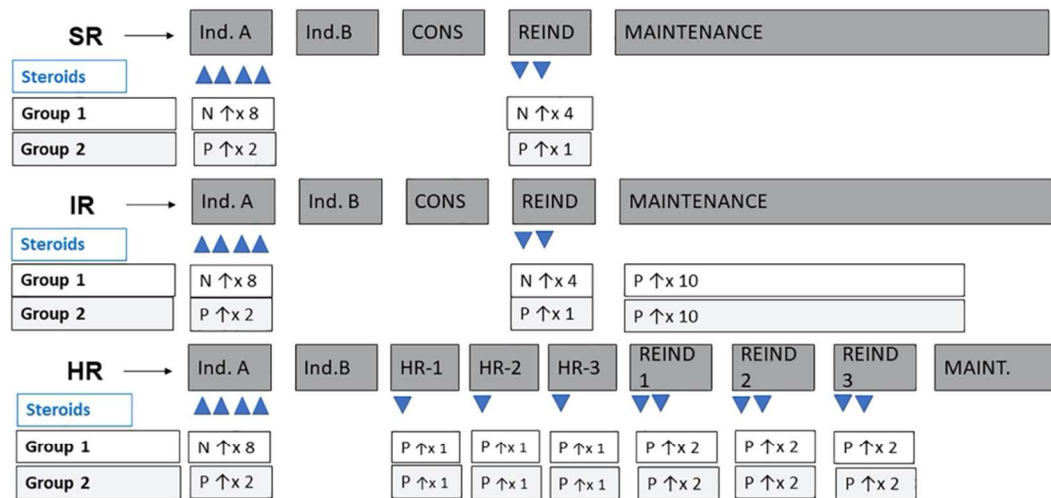 SR → Ind. A Ind.B CONS REIND MAINTENANCE
Steroids
Group 1 N ↑x 8 N ↑x 4
Group 2 P ↑x 2 P ↑x 1
IR → Ind. A Ind. B CONS REIND MAINTENANCE
Steroids
Group 1 N ↑x 8 N ↑x 4 P ↑x 10
Group 2 P ↑x 2 P ↑x 1 P ↑x 10
HR → Ind. A Ind.B HR-1 HR-2 HR-3 REIND 1 REIND 2 REIND 3 MAINT.
Steroids
Group 1 N ↑x 8 P ↑x 1 P ↑x 1 P ↑x 1 P ↑x 2 P ↑x 2 P ↑x 2
Group 2 P ↑x 2 P ↑x 1 P ↑x 1 P ↑x 1 P ↑x 2 P ↑x 2 P ↑x 2